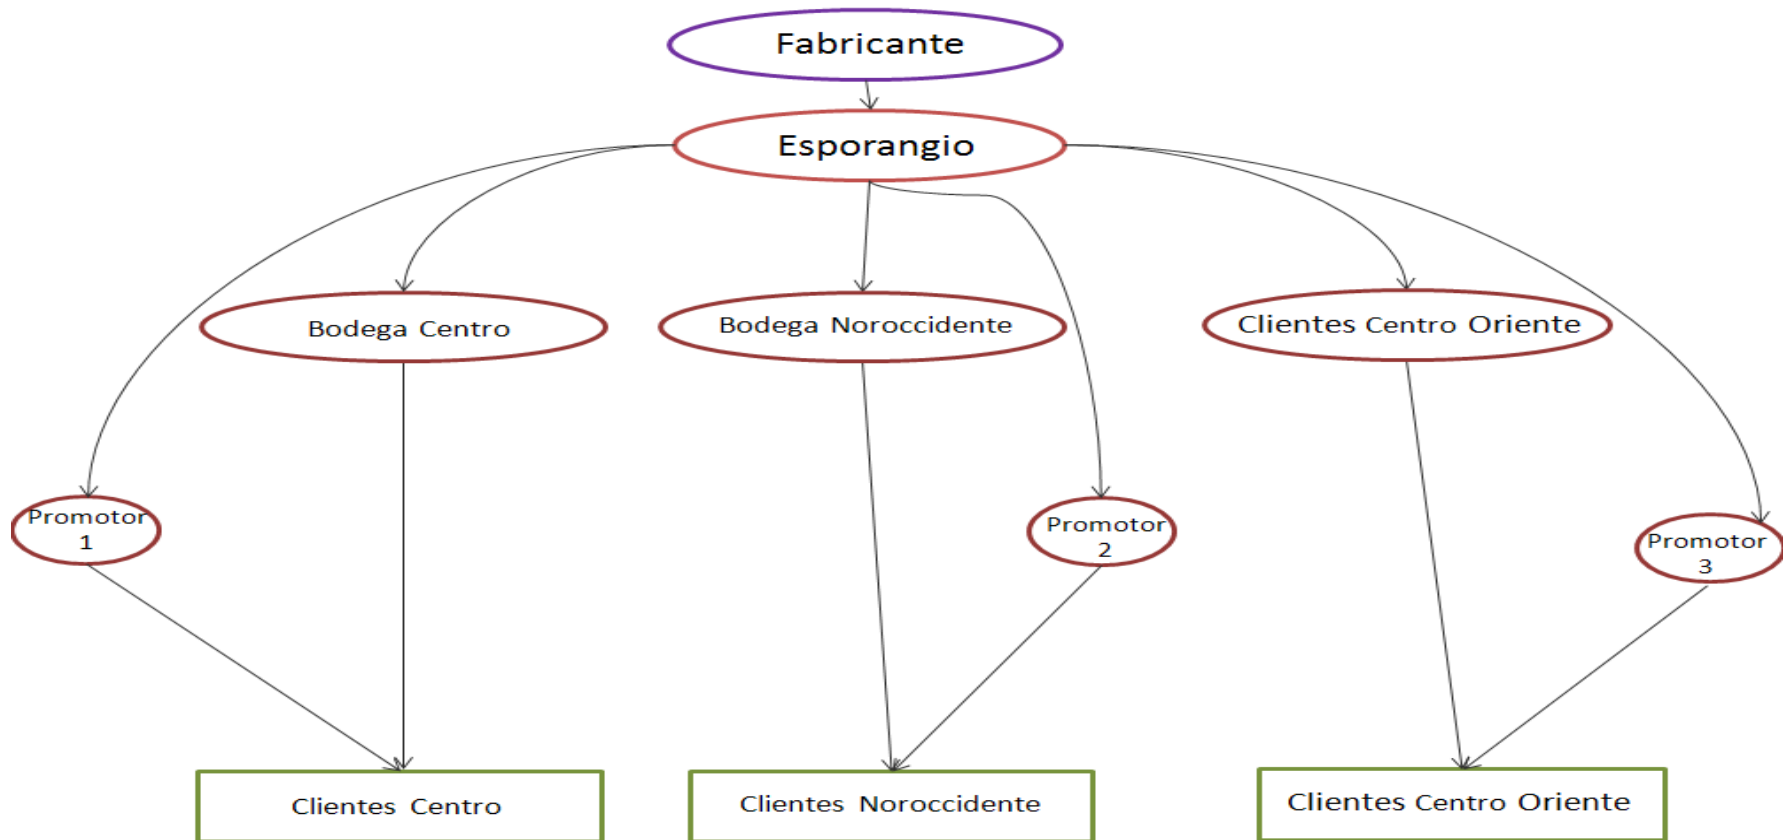 Fabricante
Esporangio
Bodega Centro
Bodega Noroccidente
Clientes Centro Oriente
Promotor
1
Promotor
2
Promotor
3
Clientes Centro
Clientes Noroccidente
Clientes Centro Oriente